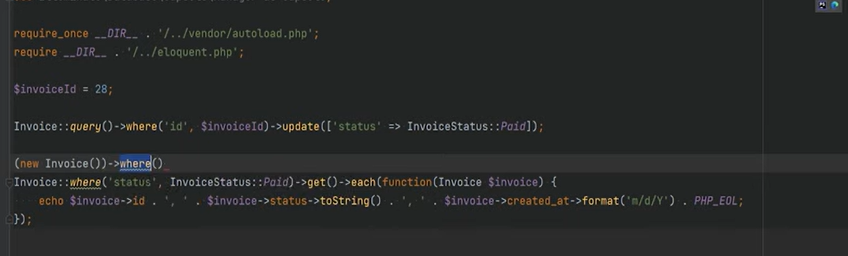 require_once __DIR__ . '/../vendor/autoload.php';
require __DIR__ . '/../eloquent.php';
$invoiceId = 28;
Invoice::query()->where('id', $invoiceId)->update(['status' => InvoiceStatus::Paid]);
(new Invoice())->where()
Invoice::where('status', InvoiceStatus::Paid)->get()->each(function(Invoice $invoice) {
echo $invoice->id . ', ' . $invoice->status->toString() . ', ' . $invoice->created_at->format('m/d/Y') . PHP_EOL;
});